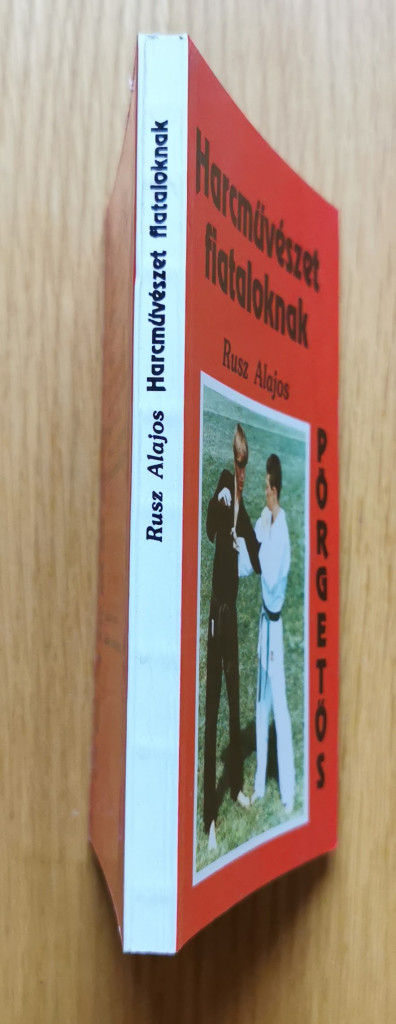 Rusz Alajos Harcművészet fiataloknak
Harcművészet
fiataloknak
Rusz Alajos
PÖRGETŐS